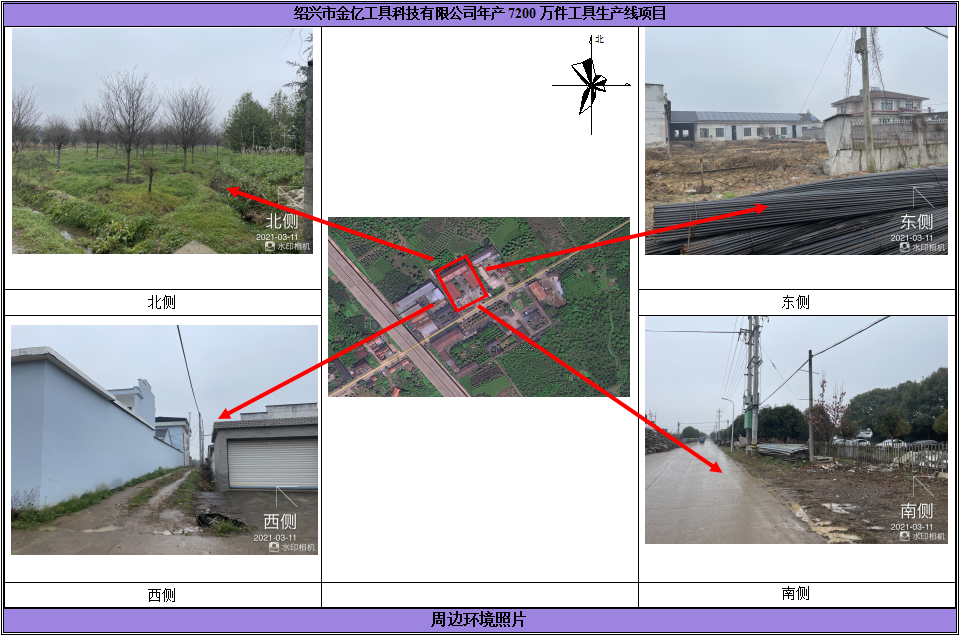 绍兴市金亿工具科技有限公司年产 7200 万件工具生产线项目
北
北侧
2021-03-11
水印相机
东侧
2021-03-11
水印相机
北侧
东侧
西侧
2021-03-11
水印相机
南侧
2021-03-11
水印相机
西侧
南侧
周边环境照片